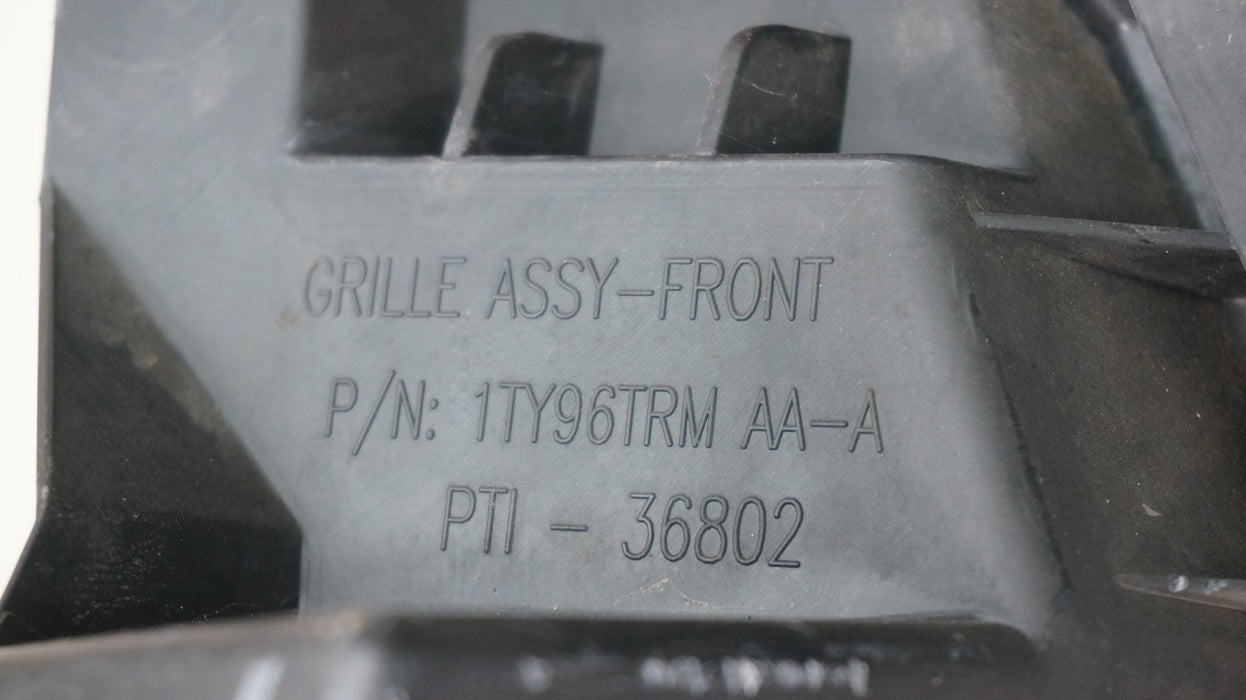 GRILLE ASSY-FRONT
P/N: 1TY96TRM AA-A
PTI - 36802